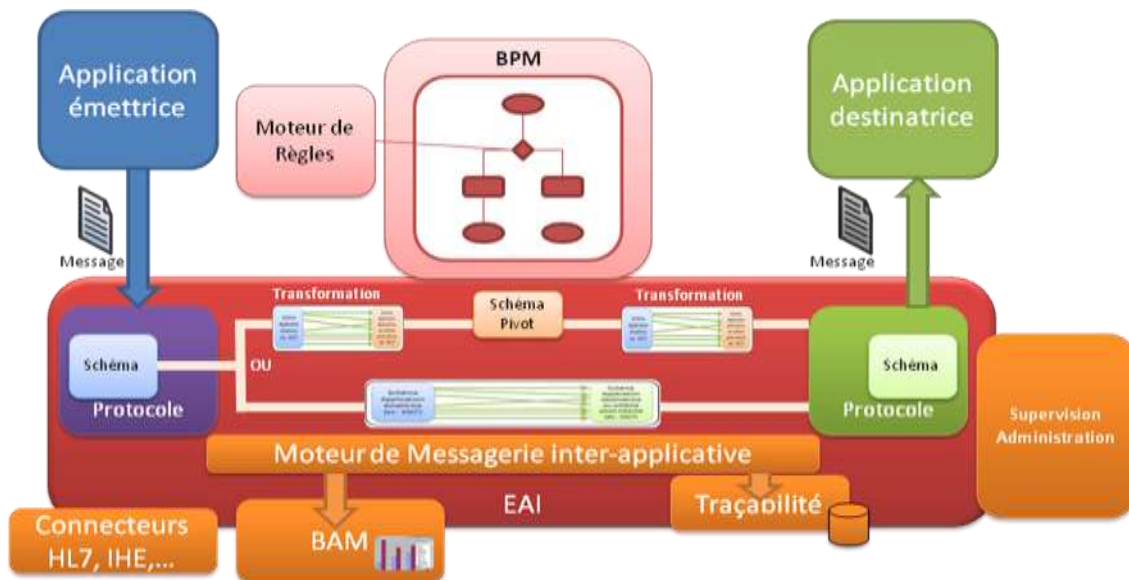 Application
émettrice
BPM
Moteur de
Règles
Application
destinatrice
Message
Message
Transformation
Schéma
Pivot
Transformation
Schéma
Protocole
OU
Schéma
Protocole
Supervision
Administration
Moteur de Messagerie inter-applicative
EAI
Connecteurs
HL7, IHE,...
BAM
Traçabilité